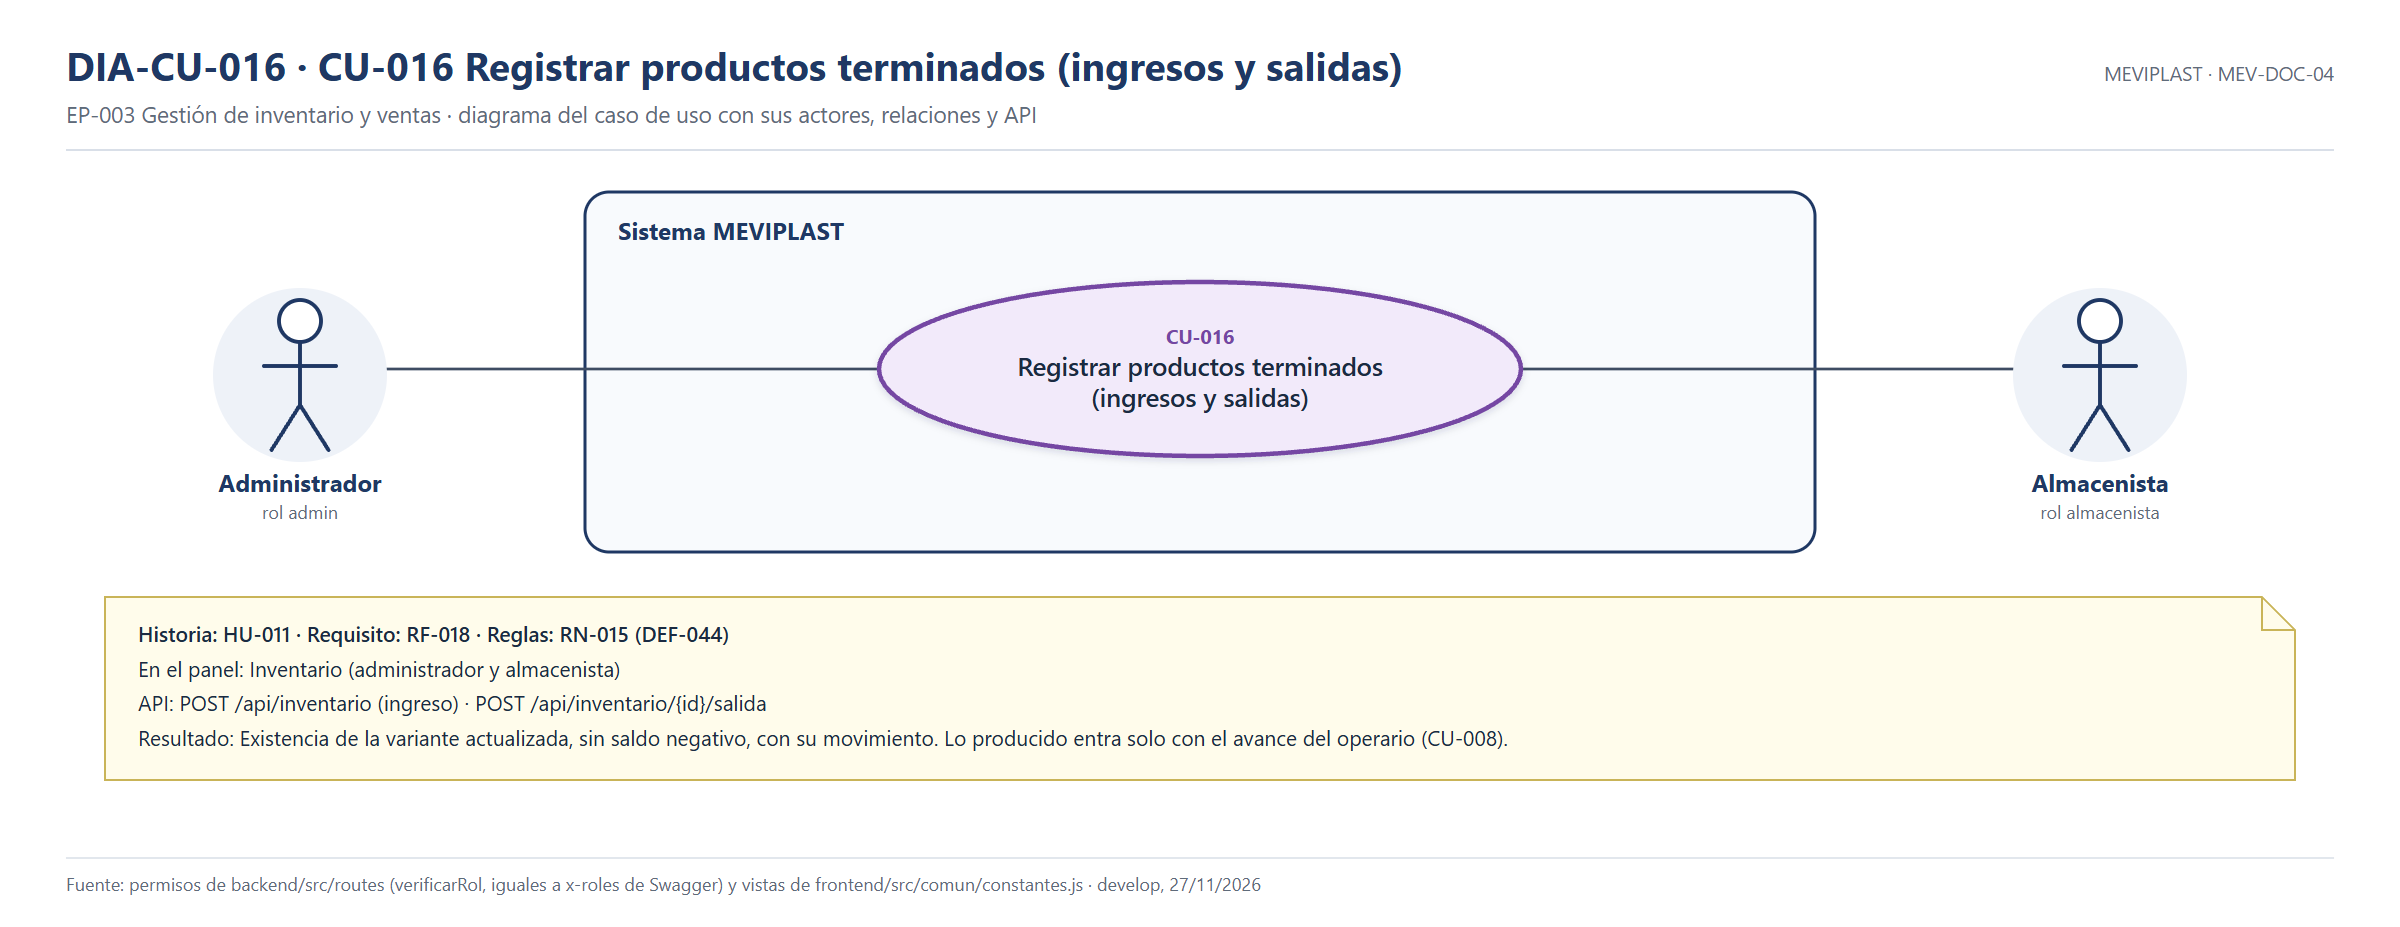 DIA-CU-016 · CU-016 Registrar productos terminados (ingresos y salidas)
MEVIPLAST · MEV-DOC-04
EP-003 Gestión de inventario y ventas · diagrama del caso de uso con sus actores, relaciones y API
Sistema MEVIPLAST
CU-016
Registrar productos terminados
(ingresos y salidas)
Administrador
rol admin
Almacenista
rol almacenista
Historia: HU-011 · Requisito: RF-018 · Reglas: RN-015 (DEF-044)
En el panel: Inventario (administrador y almacenista)
API: POST /api/inventario (ingreso) · POST /api/inventario/{id}/salida
Resultado: Existencia de la variante actualizada, sin saldo negativo, con su movimiento. Lo producido entra solo con el avance del operario (CU-008).
Fuente: permisos de backend/src/routes (verificarRol, iguales a x-roles de Swagger) y vistas de frontend/src/comun/constantes.js · develop, 27/11/2026